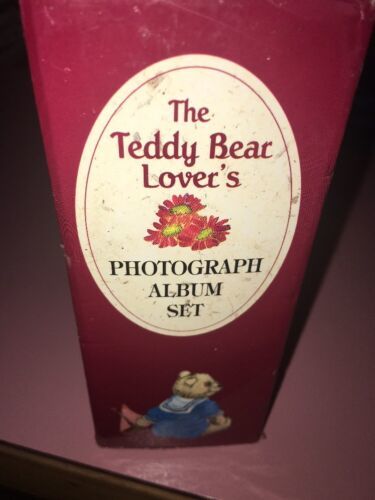 The
Teddy Bear
Lover's
PHOTOGRAPH
ALBUM
SET